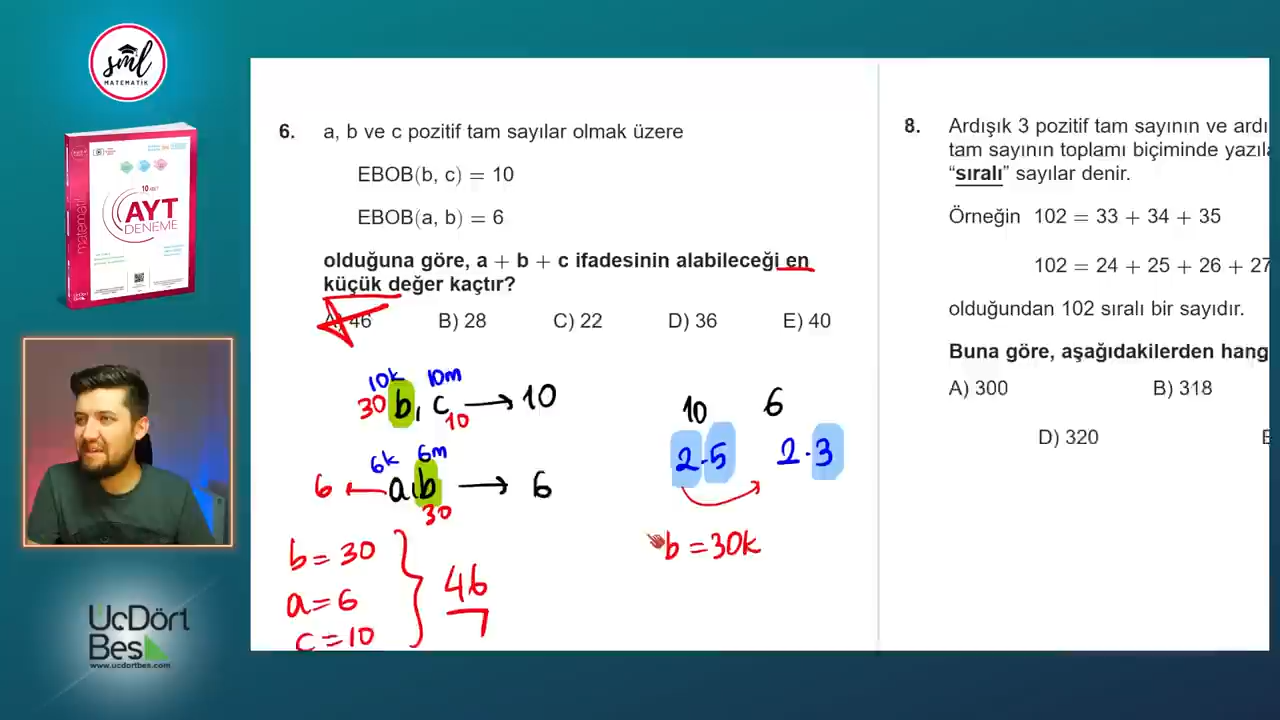 sml
MATEMATİK
matematik
10 ADET
AYT
DENEME
6. a, b ve c pozitif tam sayılar olmak üzere
EBOB(b, c) = 10
EBOB(a, b) = 6
olduğuna göre, a + b + c ifadesinin alabileceği en
küçük değer kaçtır?
A) 46 B) 28 C) 22 D) 36 E) 40
10k 10m
30 b, c → 10
10
6k 6m
6 ← a, b → 6
30
b = 30
a = 6
c = 10
46
10 6
2.5 2.3
b = 30k
8. Ardışık 3 pozitif tam sayının ve ardı
tam sayının toplamı biçiminde yazıla
“sıralı” sayılar denir.
Örneğin 102 = 33 + 34 + 35
102 = 24 + 25 + 26 + 27
olduğundan 102 sıralı bir sayıdır.
Buna göre, aşağıdakilerden hang
A) 300 B) 318
D) 320 E
ÜçDört
Beş
www.ucdortbes.com